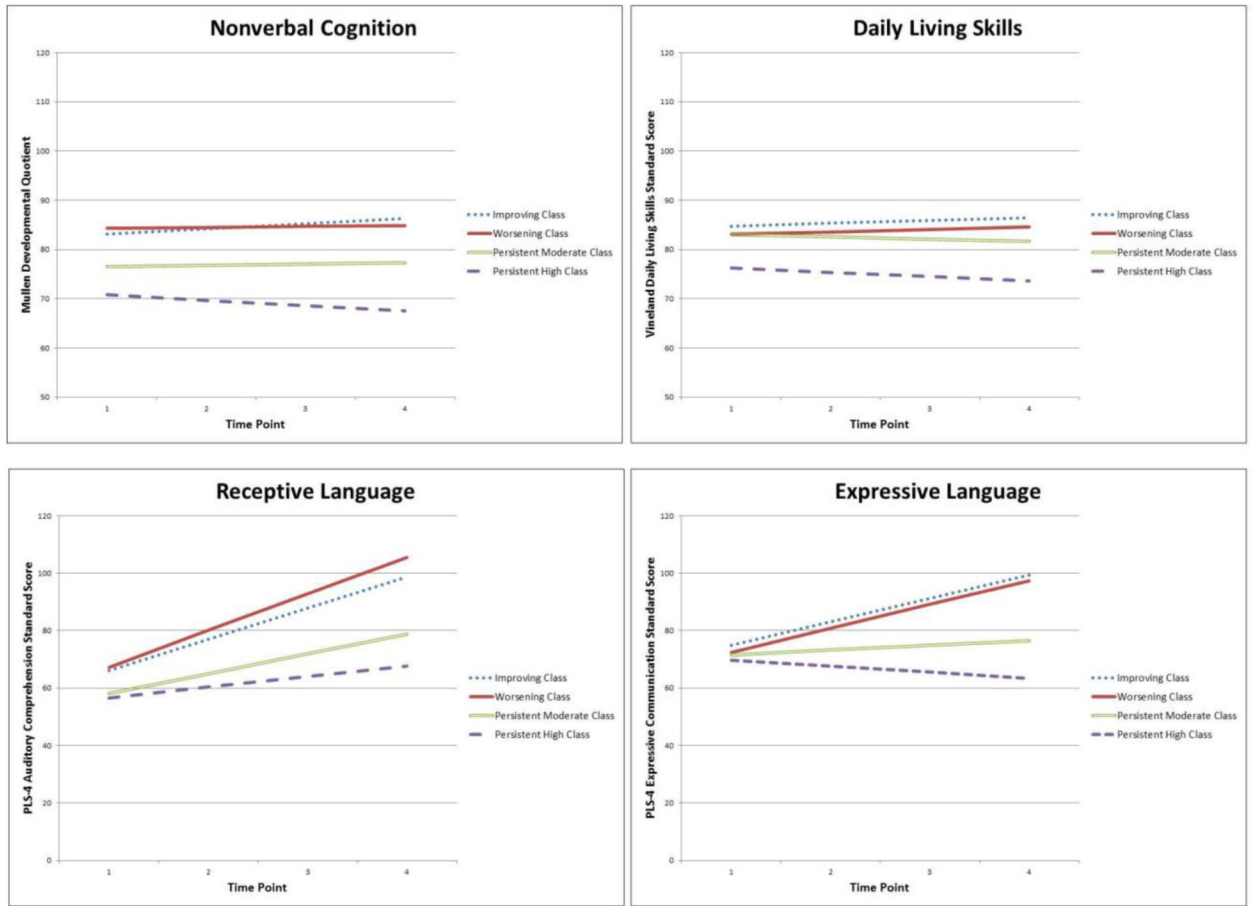 Nonverbal Cognition
120
110
100
90
80
70
60
50
1 2 3 4
Time Point
Mullen Developmental Quotient
Improving Class
Worsening Class
Persistent Moderate Class
Persistent High Class
Daily Living Skills
120
110
100
90
80
70
60
50
1 2 3 4
Time Point
Vineland Daily Living Skills Standard Score
Improving Class
Worsening Class
Persistent Moderate Class
Persistent High Class
Receptive Language
120
100
80
60
40
20
0
1 2 3 4
Time Point
PLS-4 Auditory Comprehension Standard Score
Improving Class
Worsening Class
Persistent Moderate Class
Persistent High Class
Expressive Language
120
100
80
60
40
20
0
1 2 3 4
Time Point
PLS-4 Expressive Communication Standard Score
Improving Class
Worsening Class
Persistent Moderate Class
Persistent High Class